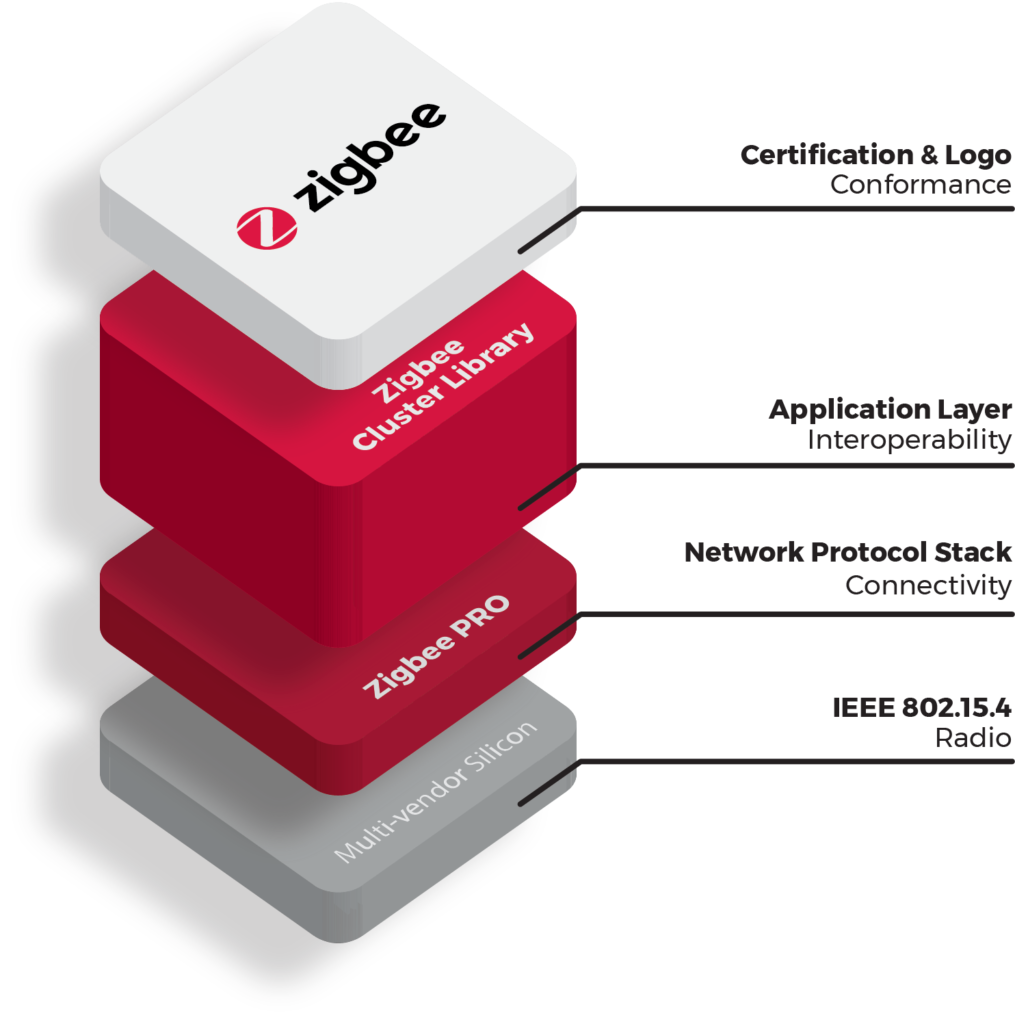 zigbee
Certification & Logo
Conformance
Zigbee
Cluster Library
Application Layer
Interoperability
Zigbee PRO
Network Protocol Stack
Connectivity
Multi-vendor Silicon
IEEE 802.15.4
Radio